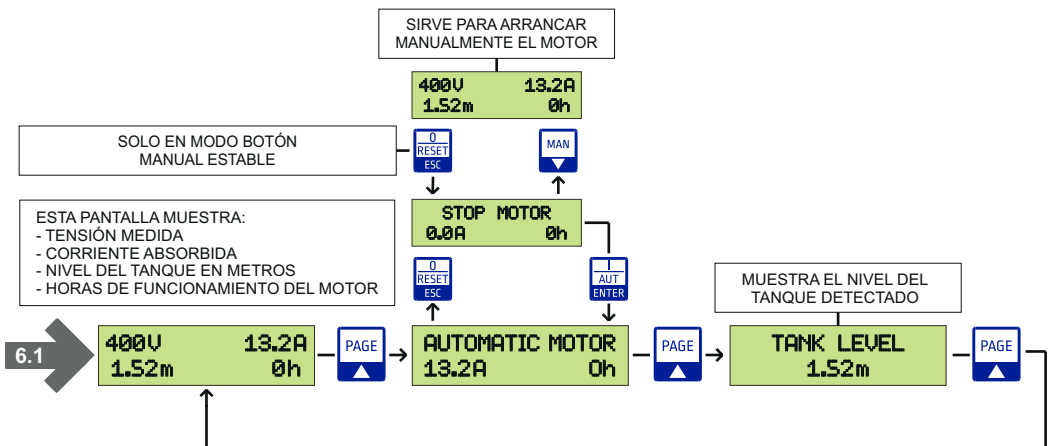 SIRVE PARA ARRANCAR
MANUALMENTE EL MOTOR
400V 13.2A
1.52m 0h
SOLO EN MODO BOTÓN
MANUAL ESTABLE
0
RESET
ESC
MAN
ESTA PANTALLA MUESTRA:
- TENSIÓN MEDIDA
- CORRIENTE ABSORBIDA
- NIVEL DEL TANQUE EN METROS
- HORAS DE FUNCIONAMIENTO DEL MOTOR
STOP MOTOR
0.0A 0h
0
RESET
ESC
I
AUT
ENTER
MUESTRA EL NIVEL DEL
TANQUE DETECTADO
6.1
400V 13.2A
1.52m 0h
PAGE
AUTOMATIC MOTOR
13.2A 0h
PAGE
TANK LEVEL
1.52m
PAGE